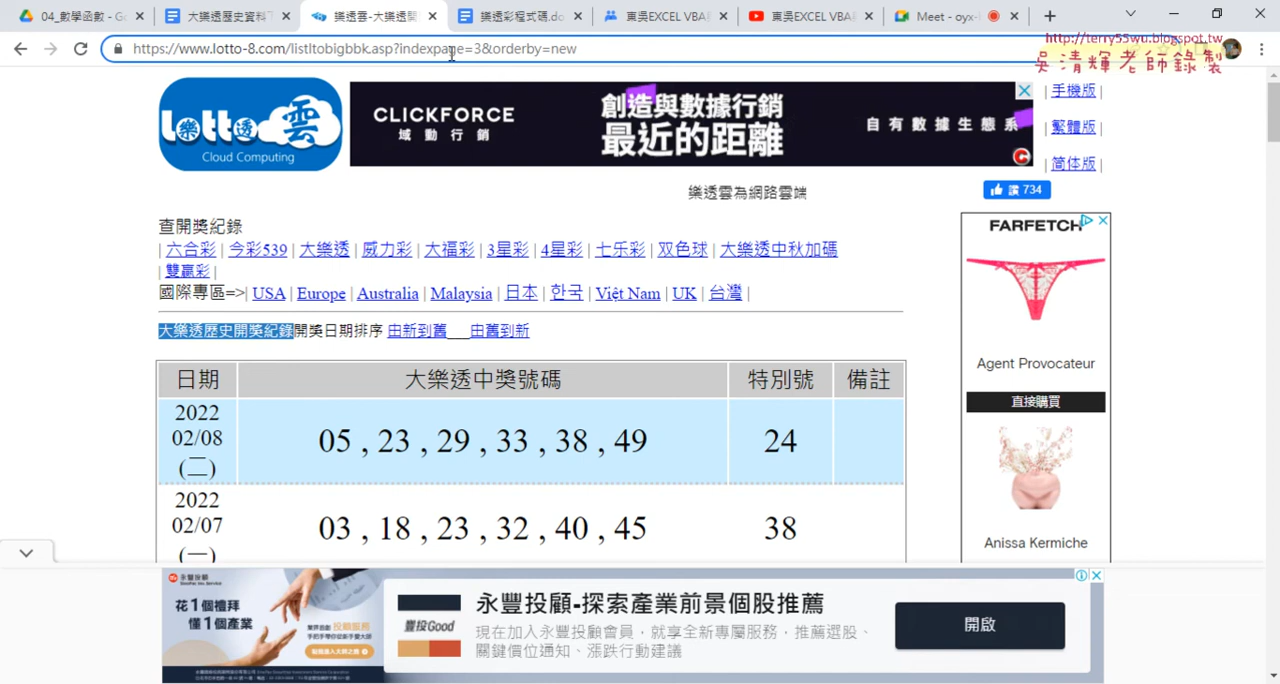 04_數學函數 - Go
大樂透歷史資料下
樂透雲-大樂透開
樂透彩程式碼.do
東吳EXCEL VBA
東吳EXCEL VBA
Meet - oyx-
https://www.lotto-8.com/listltobigbbk.asp?indexpage=3&orderby=new
http://terry55wu.blogspot.tw
吳清輝老師錄製
Lotto 樂透雲
Cloud Computing
CLICKFORCE
域動行銷
創造與數據行銷
最近的距離
自有數據生態系
| 手機版 |
| 繁體版 |
| 简体版 |
樂透雲為網路雲端
讚 734
查開獎紀錄
| 六合彩 | 今彩539 | 大樂透 | 威力彩 | 大福彩 | 3星彩 | 4星彩 | 七乐彩 | 双色球 | 大樂透中秋加碼
| 雙贏彩 |
國際專區=>| USA | Europe | Australia | Malaysia | 日本 | 한국 | Việt Nam | UK | 台灣 |
大樂透歷史開獎紀錄開獎日期排序 由新到舊___由舊到新
日期 大樂透中獎號碼 特別號 備註
2022
02/08
(二)
05 , 23 , 29 , 33 , 38 , 49 24
2022
02/07
(一)
03 , 18 , 23 , 32 , 40 , 45 38
FARFETCH
Agent Provocateur
直接購買
Anissa Kermiche
永豐投顧
花1個禮拜
懂1個產業
豐投Good
永豐投顧-探索產業前景個股推薦
現在加入永豐投顧會員，就享全新專屬服務，推薦選股、
關鍵價位通知、漲跌行動建議
開啟